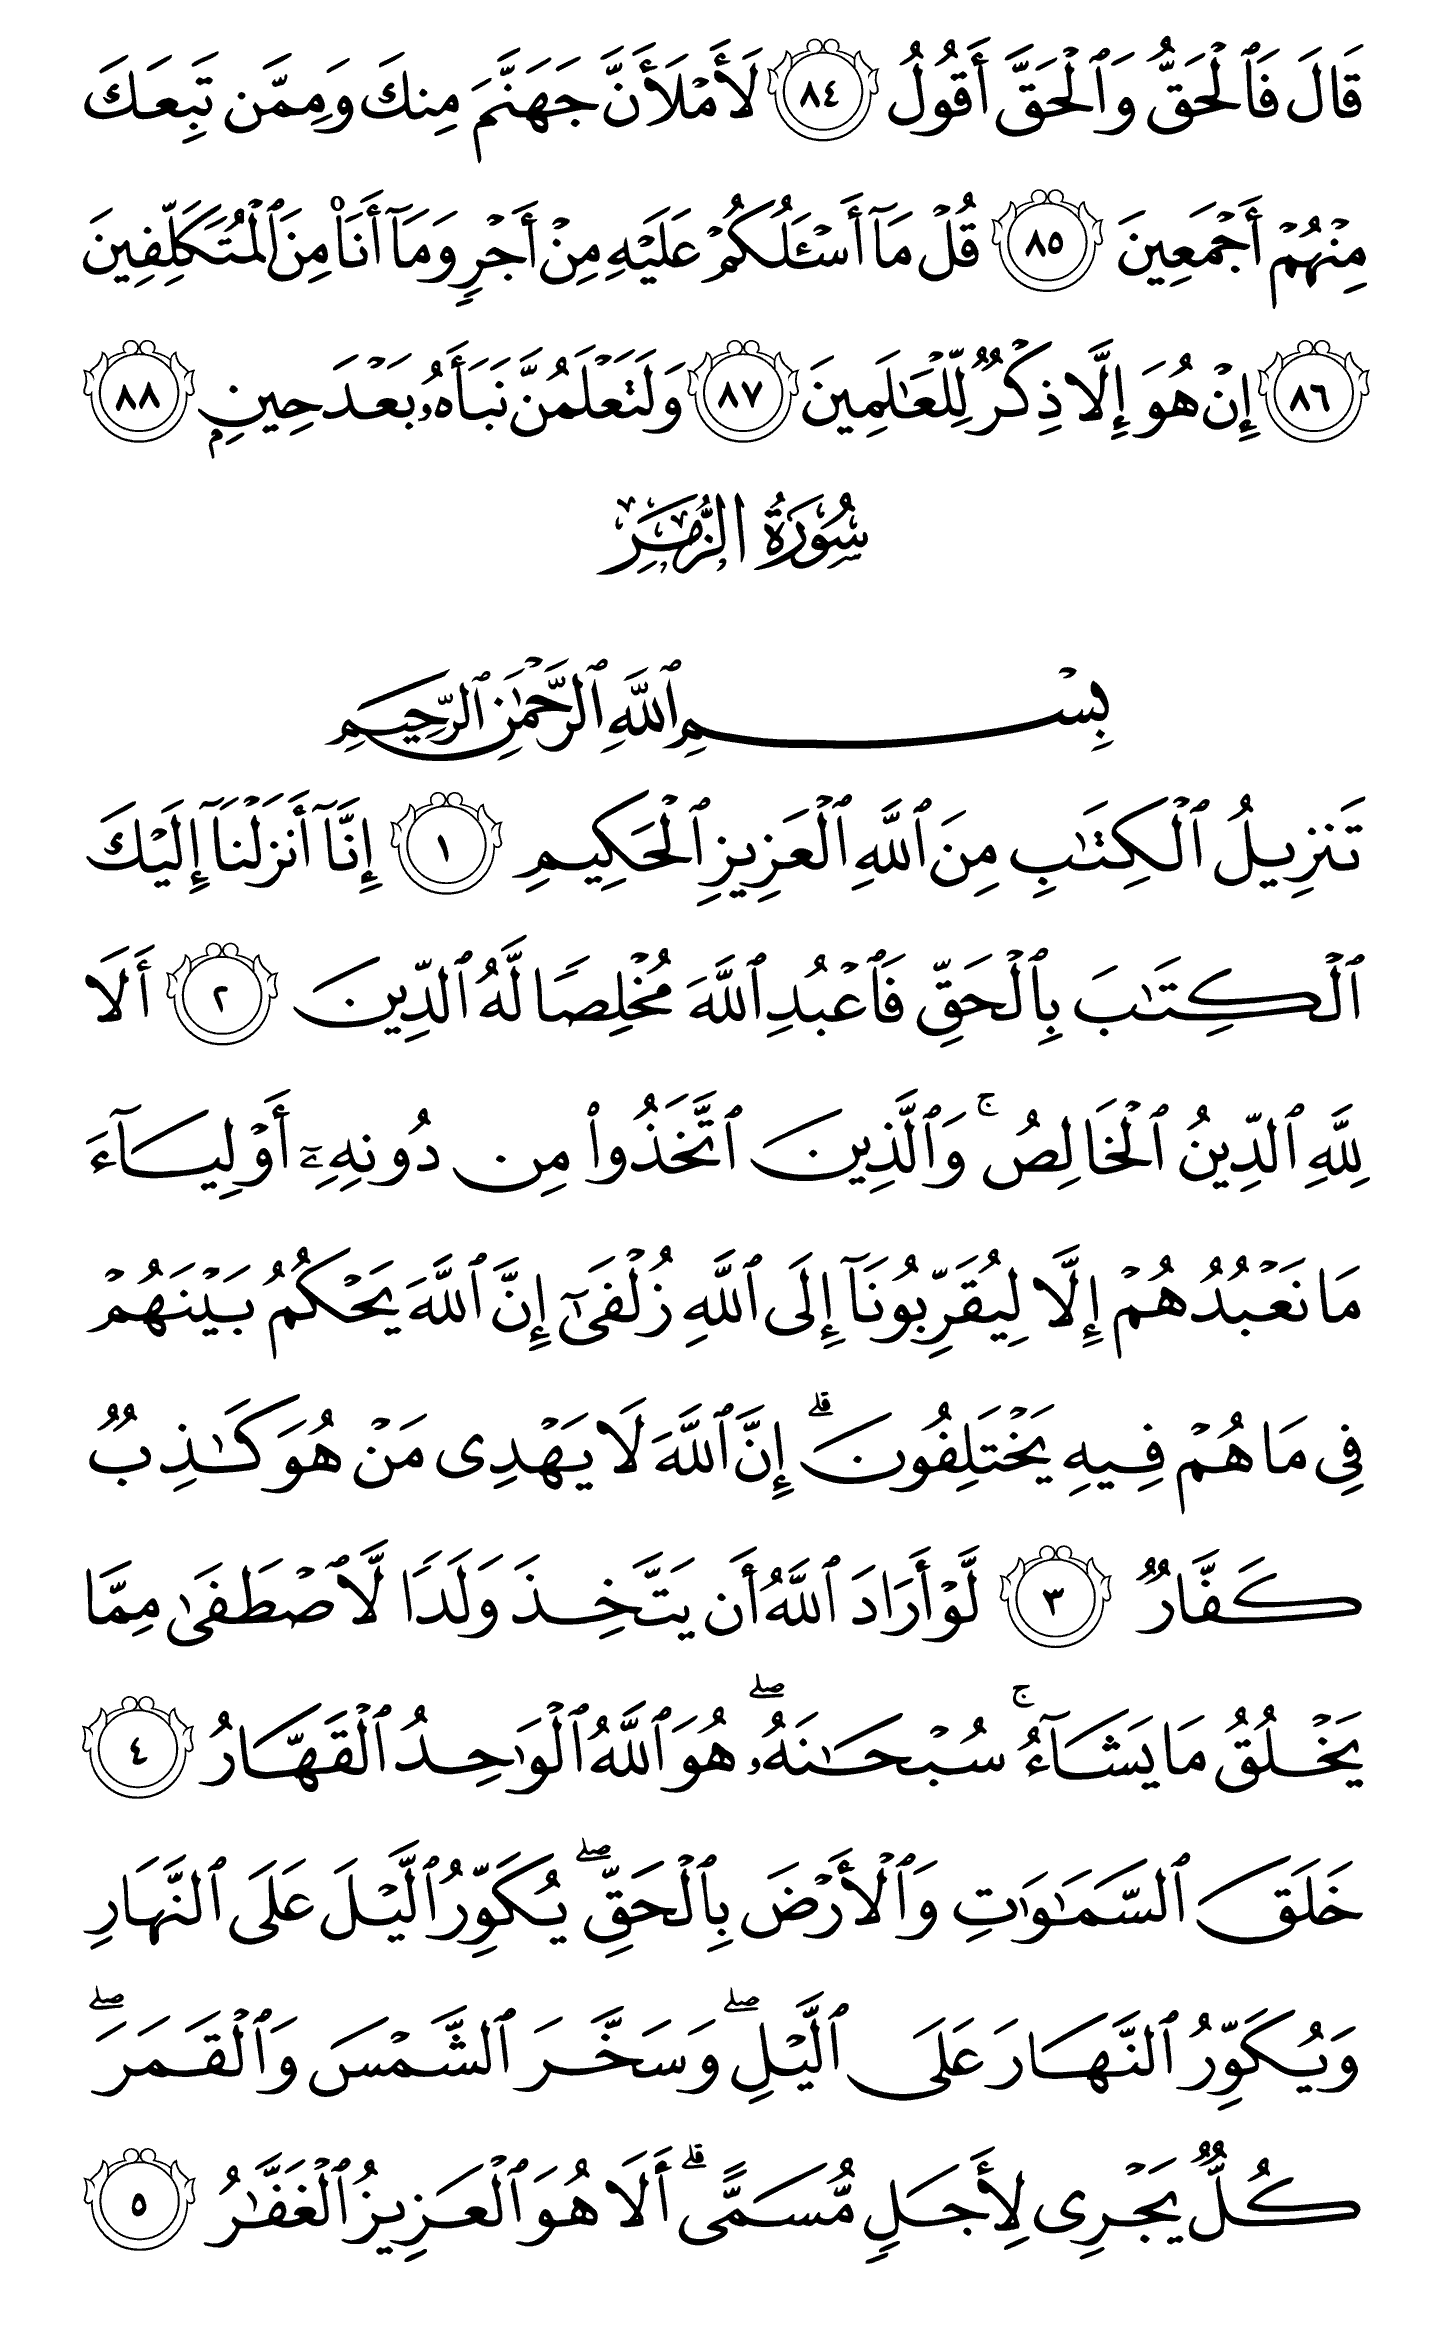 قَالَ فَٱلْحَقُّ وَٱلْحَقَّ أَقُولُ ٨٤ لَأَمْلَأَنَّ جَهَنَّمَ مِنكَ وَمِمَّن تَبِعَكَ
مِنْهُمْ أَجْمَعِينَ ٨٥ قُلْ مَآ أَسْـَٔلُكُمْ عَلَيْهِ مِنْ أَجْرٍ وَمَآ أَنَا۠ مِنَ ٱلْمُتَكَلِّفِينَ
٨٦ إِنْ هُوَ إِلَّا ذِكْرٌ لِّلْعَـٰلَمِينَ ٨٧ وَلَتَعْلَمُنَّ نَبَأَهُۥ بَعْدَ حِينٍۭ ٨٨
سُورَةُ الزُّمَرِ
بِسْمِ ٱللَّهِ ٱلرَّحْمَـٰنِ ٱلرَّحِيمِ
تَنزِيلُ ٱلْكِتَـٰبِ مِنَ ٱللَّهِ ٱلْعَزِيزِ ٱلْحَكِيمِ ١ إِنَّآ أَنزَلْنَآ إِلَيْكَ
ٱلْكِتَـٰبَ بِٱلْحَقِّ فَٱعْبُدِ ٱللَّهَ مُخْلِصًا لَّهُ ٱلدِّينَ ٢ أَلَا
لِلَّهِ ٱلدِّينُ ٱلْخَالِصُ ۚ وَٱلَّذِينَ ٱتَّخَذُوا۟ مِن دُونِهِۦٓ أَوْلِيَآءَ
مَا نَعْبُدُهُمْ إِلَّا لِيُقَرِّبُونَآ إِلَى ٱللَّهِ زُلْفَىٰٓ إِنَّ ٱللَّهَ يَحْكُمُ بَيْنَهُمْ
فِى مَا هُمْ فِيهِ يَخْتَلِفُونَ ۗ إِنَّ ٱللَّهَ لَا يَهْدِى مَنْ هُوَ كَـٰذِبٌ
كَفَّارٌ ٣ لَّوْ أَرَادَ ٱللَّهُ أَن يَتَّخِذَ وَلَدًا لَّٱصْطَفَىٰ مِمَّا
يَخْلُقُ مَا يَشَآءُ ۚ سُبْحَـٰنَهُۥ ۖ هُوَ ٱللَّهُ ٱلْوَٰحِدُ ٱلْقَهَّارُ ٤
خَلَقَ ٱلسَّمَـٰوَٰتِ وَٱلْأَرْضَ بِٱلْحَقِّ ۖ يُكَوِّرُ ٱلَّيْلَ عَلَى ٱلنَّهَارِ
وَيُكَوِّرُ ٱلنَّهَارَ عَلَى ٱلَّيْلِ ۖ وَسَخَّرَ ٱلشَّمْسَ وَٱلْقَمَرَ ۖ
كُلٌّ يَجْرِى لِأَجَلٍ مُّسَمًّى ۗ أَلَا هُوَ ٱلْعَزِيزُ ٱلْغَفَّـٰرُ ٥